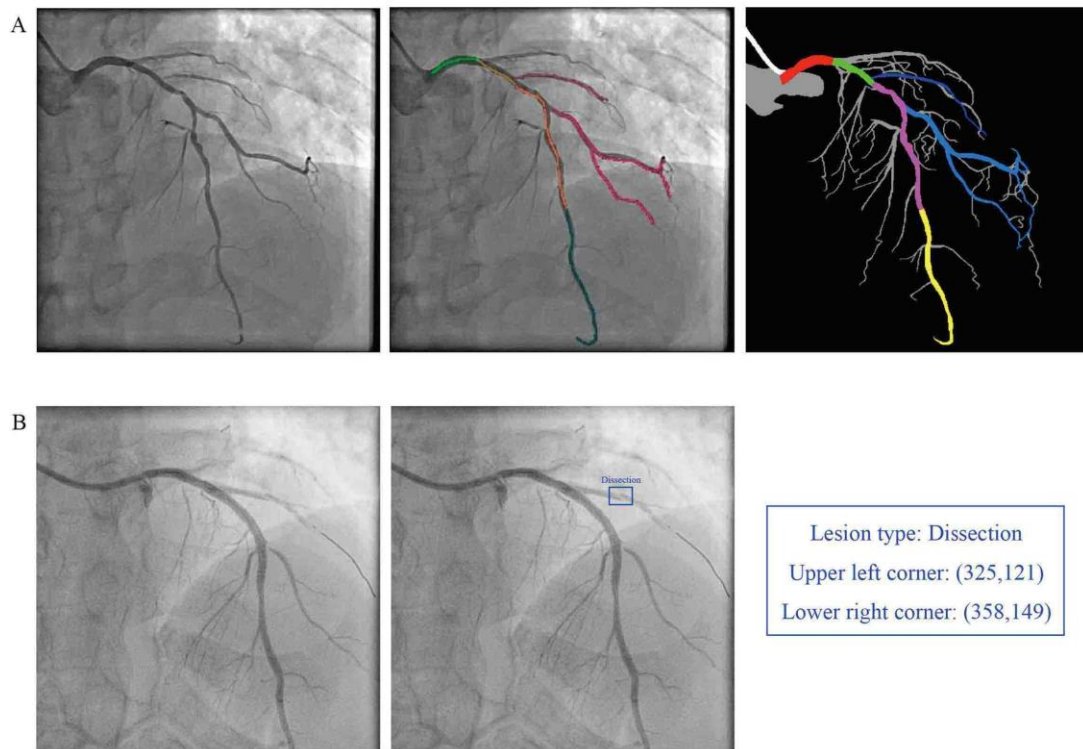 A
B
Dissection
Lesion type: Dissection
Upper left corner: (325,121)
Lower right corner: (358,149)